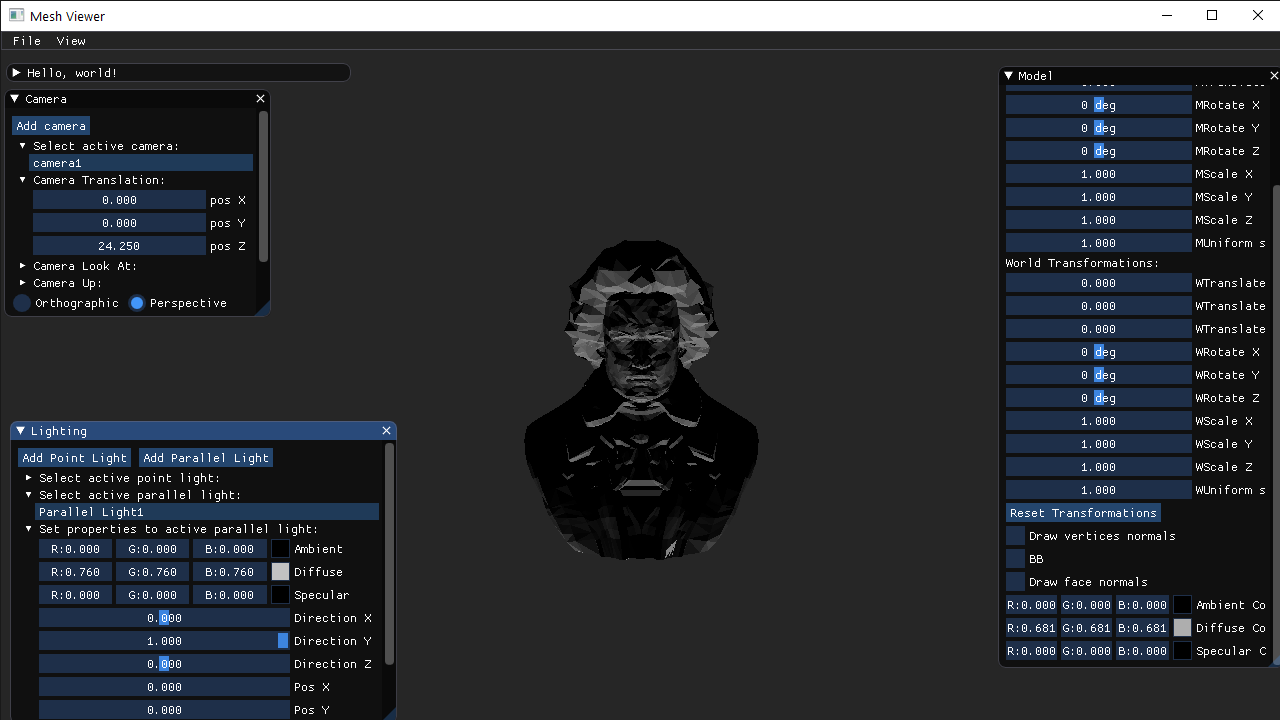 Mesh Viewer
File View
Hello, world!
Camera
Add camera
Select active camera:
camera1
Camera Translation:
0.000 pos X
0.000 pos Y
24.250 pos Z
Camera Look At:
Camera Up:
Orthographic Perspective
Lighting
Add Point Light Add Parallel Light
Select active point light:
Select active parallel light:
Parallel Light1
Set properties to active parallel light:
R:0.000 G:0.000 B:0.000 Ambient
R:0.760 G:0.760 B:0.760 Diffuse
R:0.000 G:0.000 B:0.000 Specular
0.000 Direction X
1.000 Direction Y
0.000 Direction Z
0.000 Pos X
0.000 Pos Y
Model
0 deg MRotate X
0 deg MRotate Y
0 deg MRotate Z
1.000 MScale X
1.000 MScale Y
1.000 MScale Z
1.000 MUniform s
World Transformations:
0.000 WTranslate
0.000 WTranslate
0.000 WTranslate
0 deg WRotate X
0 deg WRotate Y
0 deg WRotate Z
1.000 WScale X
1.000 WScale Y
1.000 WScale Z
1.000 WUniform s
Reset Transformations
Draw vertices normals
BB
Draw face normals
R:0.000 G:0.000 B:0.000 Ambient Co
R:0.681 G:0.681 B:0.681 Diffuse Co
R:0.000 G:0.000 B:0.000 Specular C